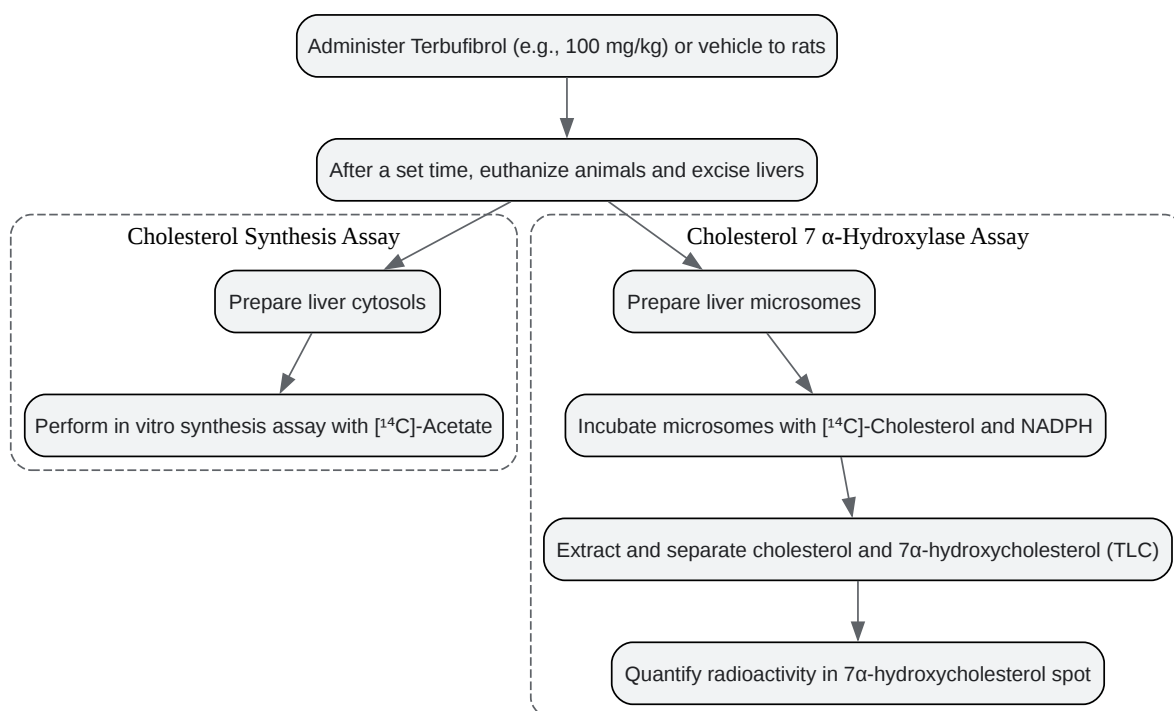 Administer Terbufibrol (e.g., 100 mg/kg) or vehicle to rats
After a set time, euthanize animals and excise livers
Cholesterol Synthesis Assay
Prepare liver cytosols
Perform in vitro synthesis assay with [¹⁴C]-Acetate
Cholesterol 7 α-Hydroxylase Assay
Prepare liver microsomes
Incubate microsomes with [¹⁴C]-Cholesterol and NADPH
Extract and separate cholesterol and 7α-hydroxycholesterol (TLC)
Quantify radioactivity in 7α-hydroxycholesterol spot